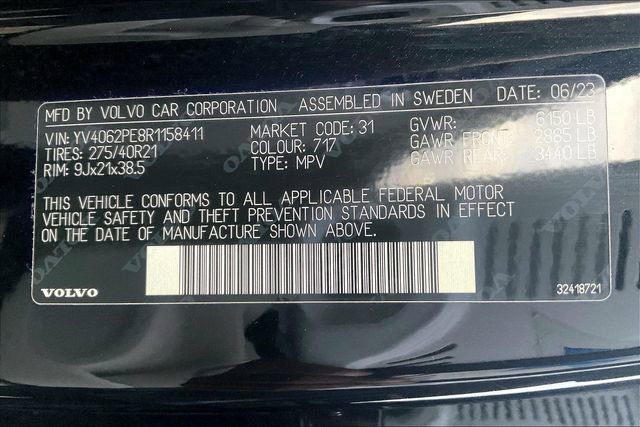 MFD BY VOLVO CAR CORPORATION ASSEMBLED IN SWEDEN DATE: 06/23
VIN: YV4062PE8R1158411 MARKET CODE: 31 GVWR: 6150 LB
TIRES: 275/40R21 COLOUR: 717 GAWR FRONT: 2985 LB
RIM: 9Jx21x38.5 TYPE: MPV GAWR REAR: 3440 LB
THIS VEHICLE CONFORMS TO ALL APPLICABLE FEDERAL MOTOR
VEHICLE SAFETY AND THEFT PREVENTION STANDARDS IN EFFECT
ON THE DATE OF MANUFACTURE SHOWN ABOVE.
VOLVO 32418721